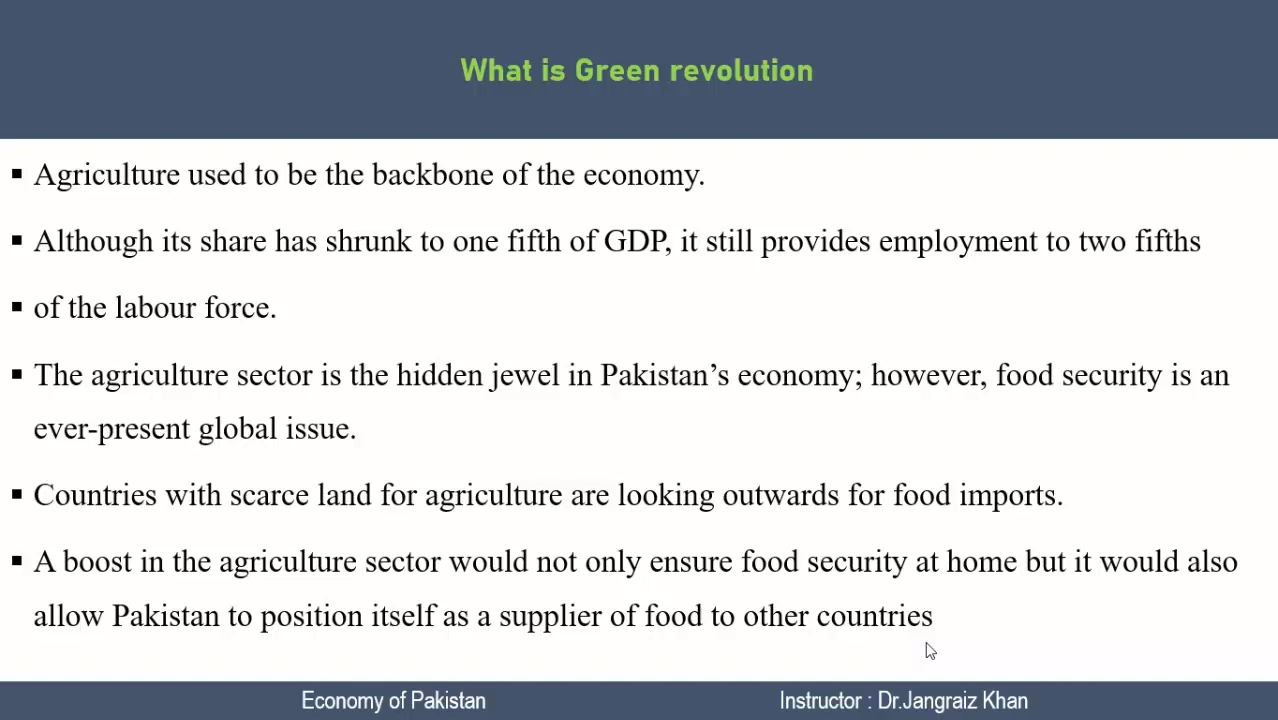 What is Green revolution
▪ Agriculture used to be the backbone of the economy.
▪ Although its share has shrunk to one fifth of GDP, it still provides employment to two fifths
▪ of the labour force.
▪ The agriculture sector is the hidden jewel in Pakistan’s economy; however, food security is an
ever-present global issue.
▪ Countries with scarce land for agriculture are looking outwards for food imports.
▪ A boost in the agriculture sector would not only ensure food security at home but it would also
allow Pakistan to position itself as a supplier of food to other countries
Economy of Pakistan
Instructor : Dr.Jangraiz Khan